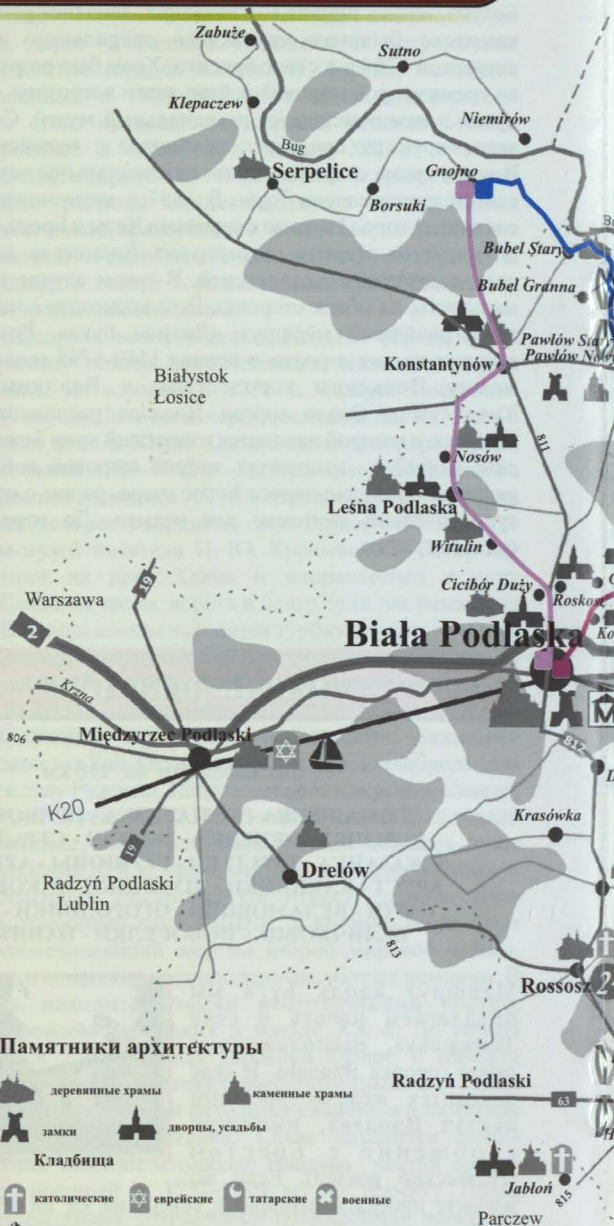 Zabuże
Sutno
Klepaczew
Niemirów
Bug
Gnojno
Serpelice
Borsuki
Bubel Stary
Bubel Granna
Pawłów Stary
Pawłów Nowy
Konstantynów
Białystok
Łosice
811
Nosów
Leśna Podlaska
Witulin
Cicibór Duży
Roskosz
19
Warszawa
2
Biała Podlaska
Krzna
806
Międzyrzec Podlaski
812
K20
19
Krasówka
Radzyń Podlaski
Lublin
Drelów
813
Rossosz
Памятники архитектуры
деревянные храмы
каменные храмы
замки
дворцы, усадьбы
Кладбища
католические
еврейские
татарские
военные
Radzyń Podlaski
63
Jabłoń
815
Parczew